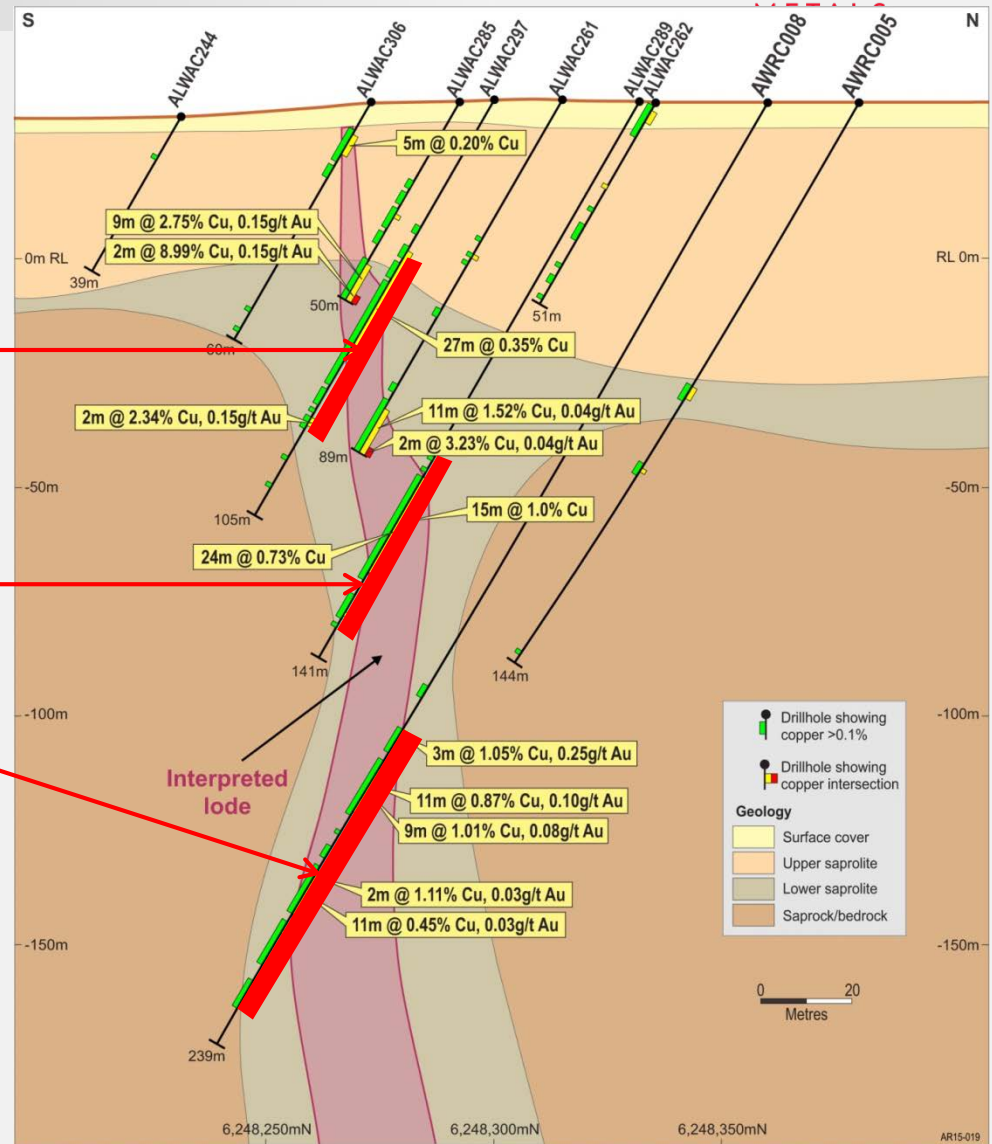 S
N
ALWAC244
ALWAC306
ALWAC285
ALWAC297
ALWAC261
ALWAC289
ALWAC262
AWRC008
AWRC005
5m @ 0.20% Cu
9m @ 2.75% Cu, 0.15g/t Au
2m @ 8.99% Cu, 0.15g/t Au
0m RL
RL 0m
39m
50m
51m
27m @ 0.35% Cu
2m @ 2.34% Cu, 0.15g/t Au
11m @ 1.52% Cu, 0.04g/t Au
89m
2m @ 3.23% Cu, 0.04g/t Au
-50m
-50m
105m
15m @ 1.0% Cu
24m @ 0.73% Cu
141m
144m
-100m
-100m
Drillhole showing
copper >0.1%
Drillhole showing
copper intersection
Geology
Surface cover
Upper saprolite
Lower saprolite
Saprock/bedrock
3m @ 1.05% Cu, 0.25g/t Au
Interpreted
lode
11m @ 0.87% Cu, 0.10g/t Au
9m @ 1.01% Cu, 0.08g/t Au
2m @ 1.11% Cu, 0.03g/t Au
11m @ 0.45% Cu, 0.03g/t Au
-150m
-150m
0 20
Metres
239m
6,248,250mN
6,248,300mN
6,248,350mN
AR15-019